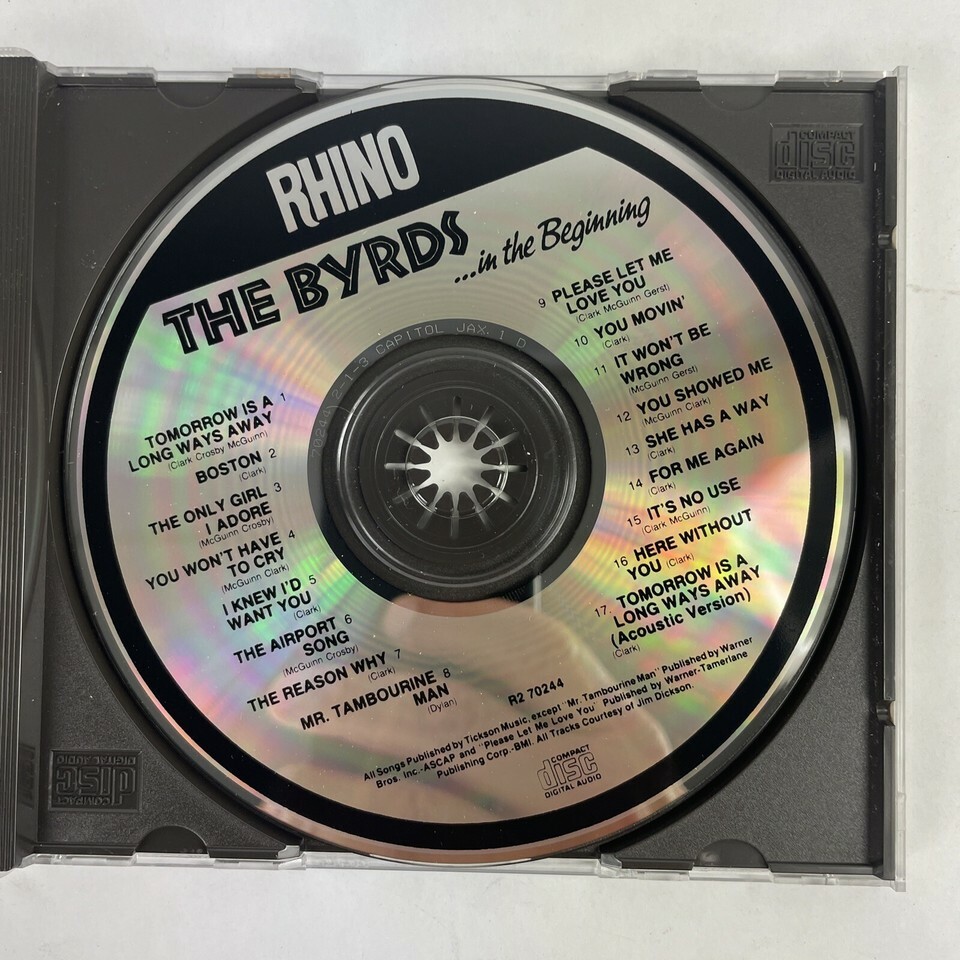 RHINO
THE BYRDS
...in the Beginning
TOMORROW IS A 1
LONG WAYS AWAY
(Clark Crosby McGuinn)
BOSTON 2
(Clark)
THE ONLY GIRL 3
I ADORE
(McGuinn Crosby)
YOU WON'T HAVE 4
TO CRY
(McGuinn Clark)
I KNEW I'D 5
WANT YOU
(Clark)
THE AIRPORT 6
SONG
(McGuinn Crosby)
THE REASON WHY 7
(Clark)
MR. TAMBOURINE 8
MAN
(Dylan)
9 PLEASE LET ME
LOVE YOU
(Clark McGuinn Gerst)
10 YOU MOVIN'
(Clark)
11 IT WON'T BE
WRONG
(McGuinn Gerst)
12 YOU SHOWED ME
(McGuinn Clark)
13 SHE HAS A WAY
(Clark)
14 FOR ME AGAIN
(Clark)
15 IT'S NO USE
(Clark McGuinn)
16 HERE WITHOUT
YOU (Clark)
17. TOMORROW IS A
LONG WAYS AWAY
(Acoustic Version)
(Clark)
R2 70244
All Songs Published by Tickson Music, except "Mr. Tambourine Man" Published by Warner
Bros. Inc.-ASCAP and "Please Let Me Love You" Published by Warner-Tamerlane
Publishing Corp.-BMI. All Tracks Courtesy of Jim Dickson.
COMPACT
disc
DIGITAL AUDIO
CAPITOL JAX. 1 D
COMPACT
disc
DIGITAL AUDIO
COMPACT
disc
DIGITAL AUDIO